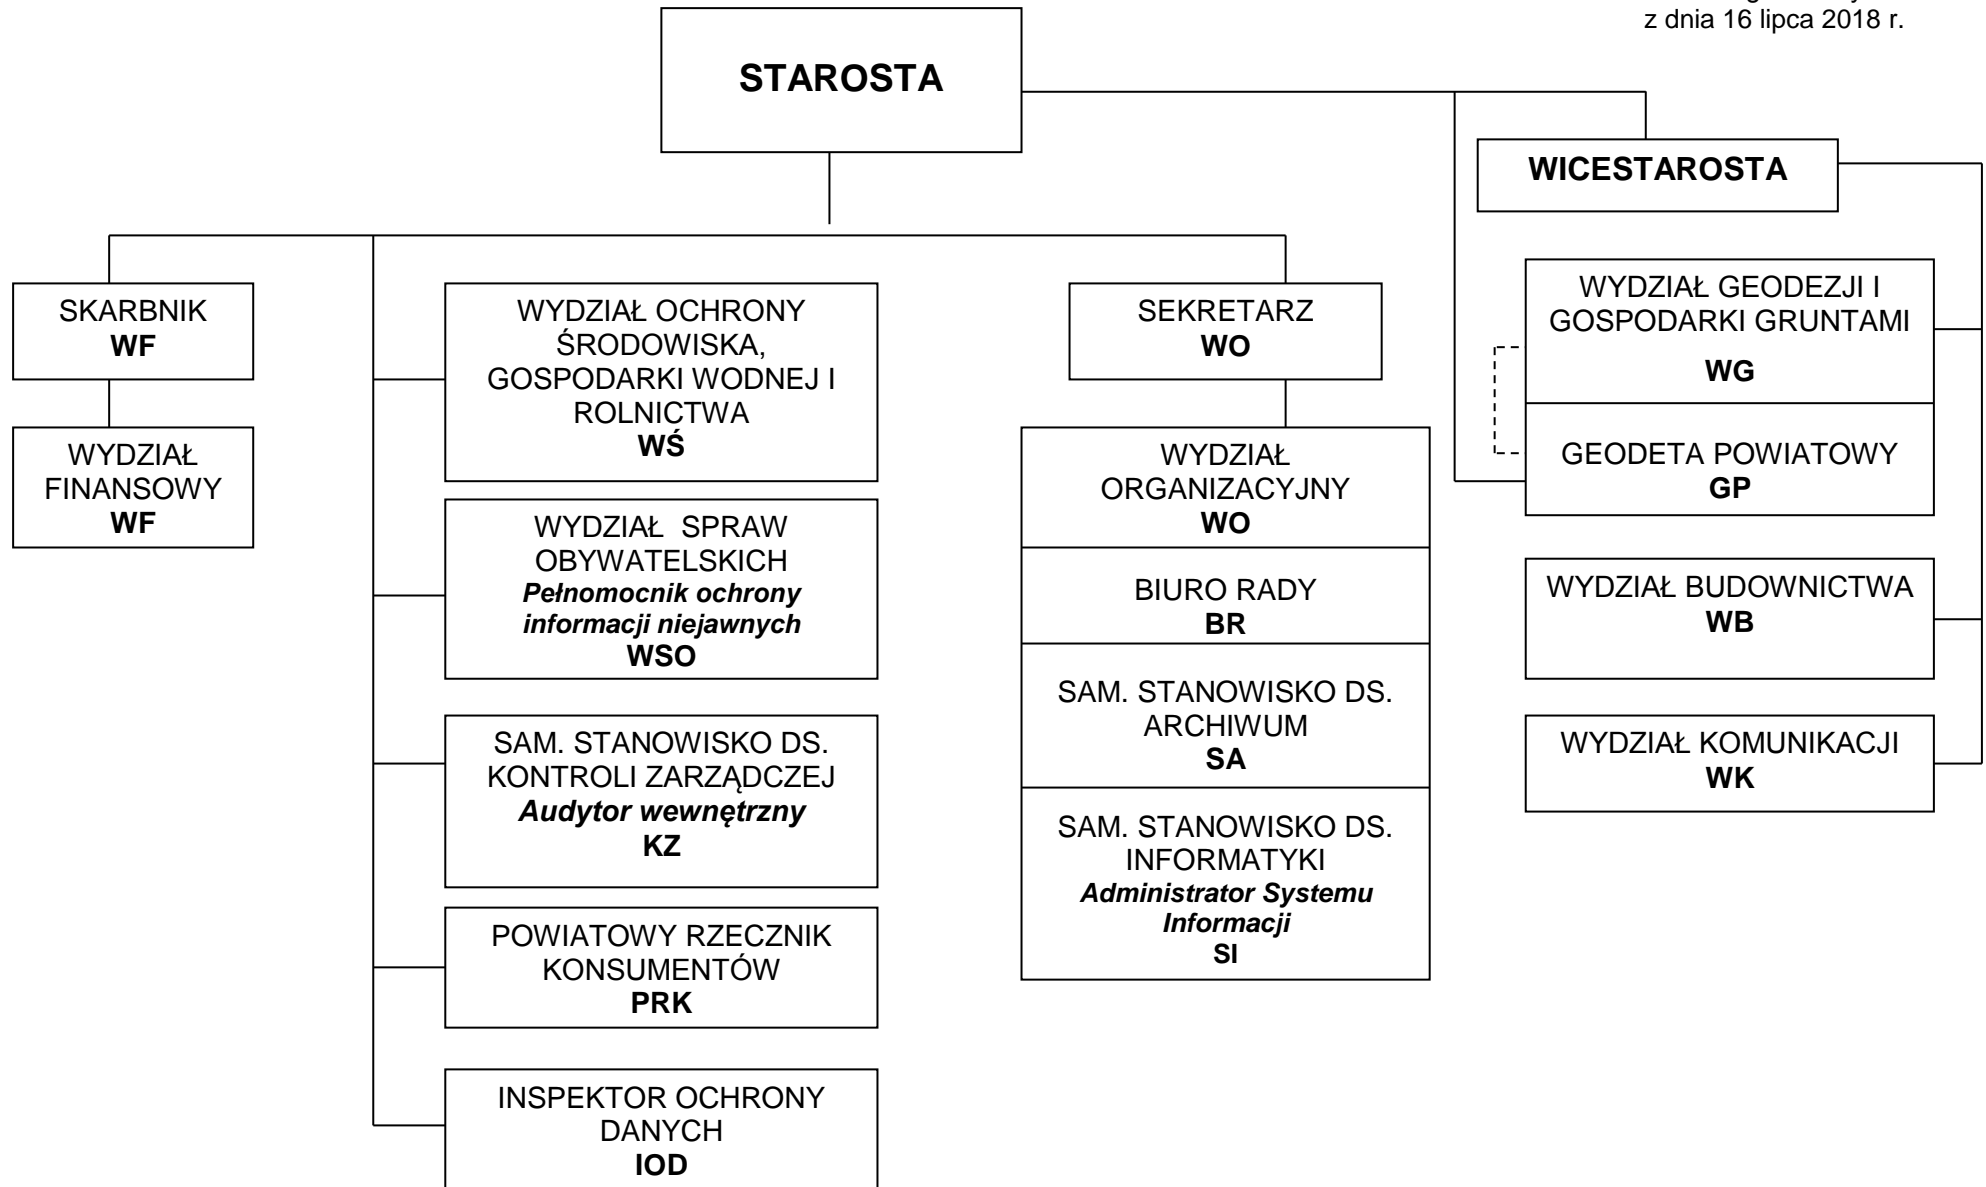 z dnia 16 lipca 2018 r.
STAROSTA
WICESTAROSTA
SKARBNIK
WF
WYDZIAŁ
FINANSOWY
WF
WYDZIAŁ OCHRONY
ŚRODOWISKA,
GOSPODARKI WODNEJ I
ROLNICTWA
WŚ
WYDZIAŁ  SPRAW
OBYWATELSKICH
Pełnomocnik ochrony
informacji niejawnych
WSO
SAM. STANOWISKO DS.
KONTROLI ZARZĄDCZEJ
Audytor wewnętrzny
KZ
POWIATOWY RZECZNIK
KONSUMENTÓW
PRK
INSPEKTOR OCHRONY
DANYCH
IOD
SEKRETARZ
WO
WYDZIAŁ
ORGANIZACYJNY
WO
BIURO RADY
BR
SAM. STANOWISKO DS.
ARCHIWUM
SA
SAM. STANOWISKO DS.
INFORMATYKI
Administrator Systemu
Informacji
SI
WYDZIAŁ GEODEZJI I
GOSPODARKI GRUNTAMI
WG
GEODETA POWIATOWY
GP
WYDZIAŁ BUDOWNICTWA
WB
WYDZIAŁ KOMUNIKACJI
WK